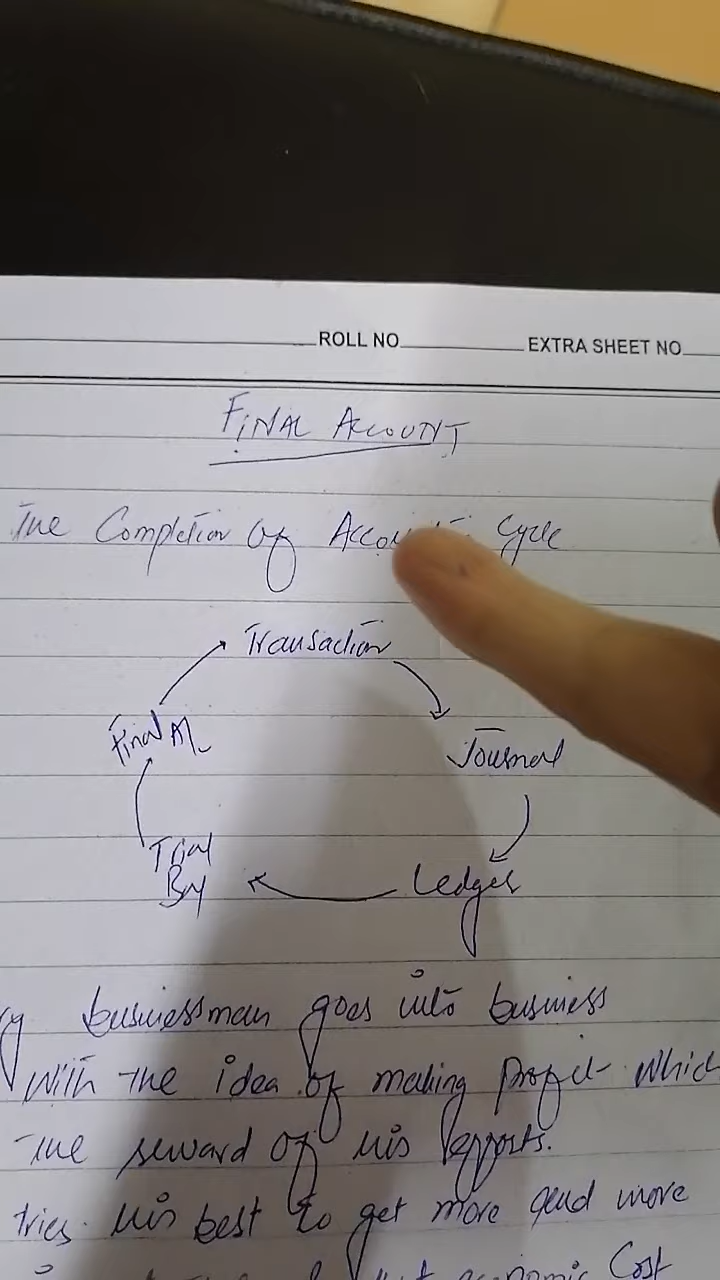 ROLL NO EXTRA SHEET NO
FINAL ACCOUNT
The Completion of Cycle
Transaction
Final A/c
Journal
Trial
Bal
Ledger
businessman goes into business
with the idea of making profit which
the reward of his efforts.
tries his best to get more and more
economic Cost